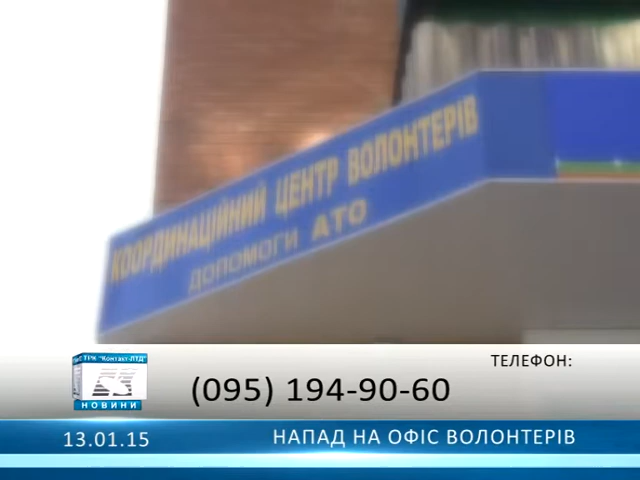 КООРДИНАЦІЙНИЙ ЦЕНТР ВОЛОНТЕРІВ
ДОПОМОГИ АТО
ТЕЛЕФОН:
ТРК "Контакт-ЛТД"
НОВИНИ
(095) 194-90-60
13.01.15
НАПАД НА ОФІС ВОЛОНТЕРІВ